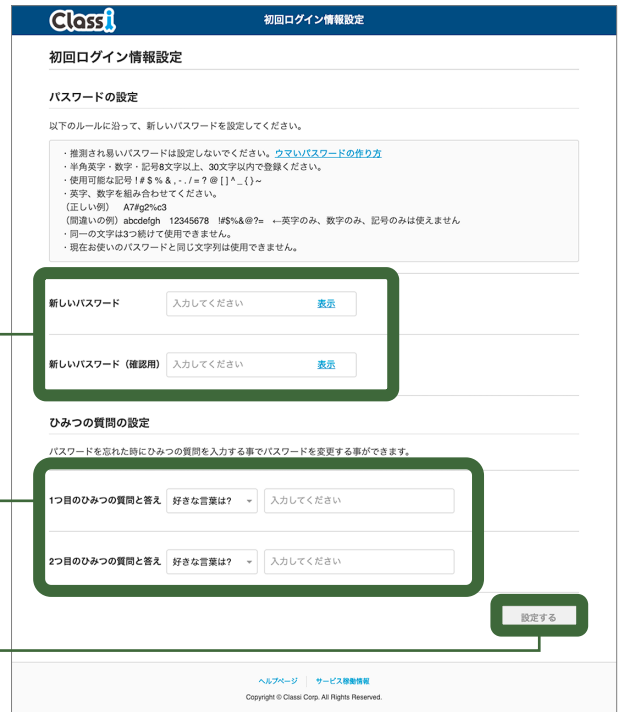 Classi
初回ログイン情報設定
初回ログイン情報設定
パスワードの設定
以下のルールに沿って、新しいパスワードを設定してください。
・推測され易いパスワードは設定しないでください。ウマいパスワードの作り方
・半角英字・数字・記号8文字以上、30文字以内で登録ください。
・使用可能な記号 ! # $ % & , - . / = ? @ [ ] ^ _ { } ~
・英字、数字を組み合わせてください。
（正しい例） A7#g2%c3
（間違いの例）abcdefgh 12345678 !#$%&@?= ←英字のみ、数字のみ、記号のみは使えません
・同一の文字は3つ続けて使用できません。
・現在お使いのパスワードと同じ文字列は使用できません。
新しいパスワード 入力してください 表示
新しいパスワード（確認用） 入力してください 表示
ひみつの質問の設定
パスワードを忘れた時にひみつの質問を入力する事でパスワードを変更する事ができます。
1つ目のひみつの質問と答え 好きな言葉は? 入力してください
2つ目のひみつの質問と答え 好きな言葉は? 入力してください
設定する
ヘルプページ サービス稼働情報
Copyright © Classi Corp. All Rights Reserved.